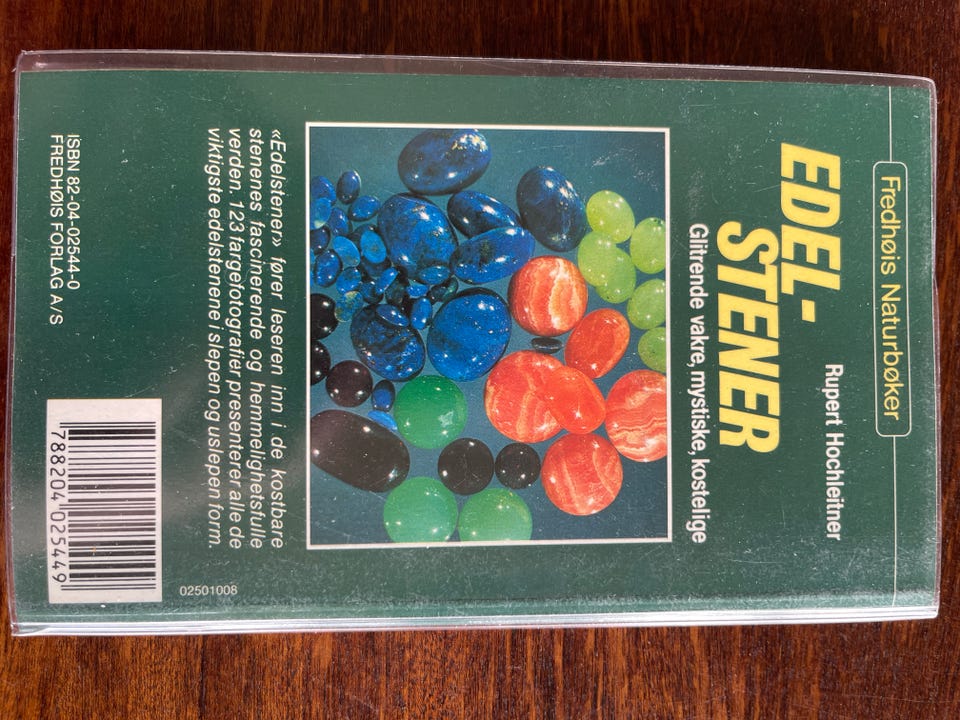 Fredhøis Naturbøker
Rupert Hochleitner
EDEL-
STENER
Glitrende vakre, mystiske, kostelige
«Edelstener» fører leseren inn i de kostbare
stenenes fascinerende og hemmelighetsfulle
verden. 123 fargefotografier presenterer alle de
viktigste edelstenene i slepen og uslepen form.
02501008
ISBN 82-04-02544-0
FREDHØIS FORLAG A/S
788204 025449